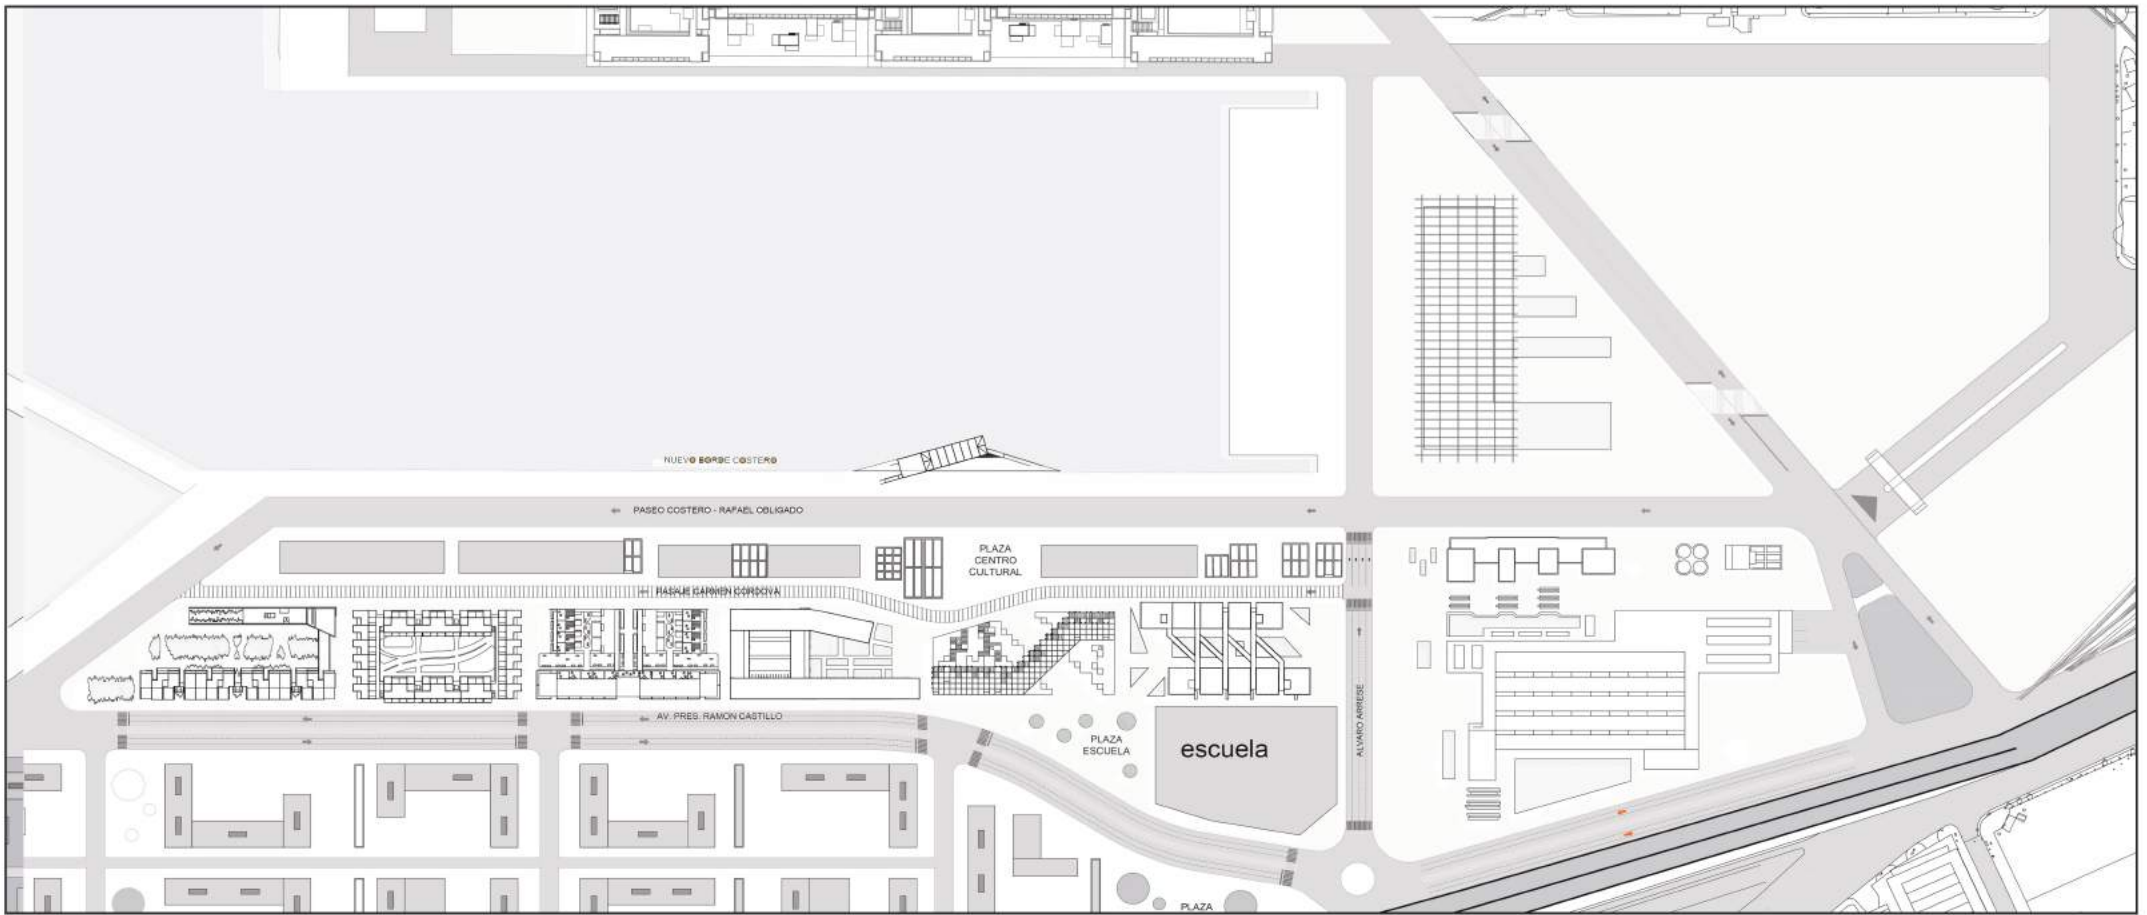 NUEVO BORDE COSTERO
PASEO COSTERO - RAFAEL OBLIGADO
PLAZA
CENTRO
CULTURAL
PASAJE CARMEN CORDOVA
AV. PRES. RAMON CASTILLO
PLAZA
ESCUELA
escuela
ALVARO ARRESE
PLAZA